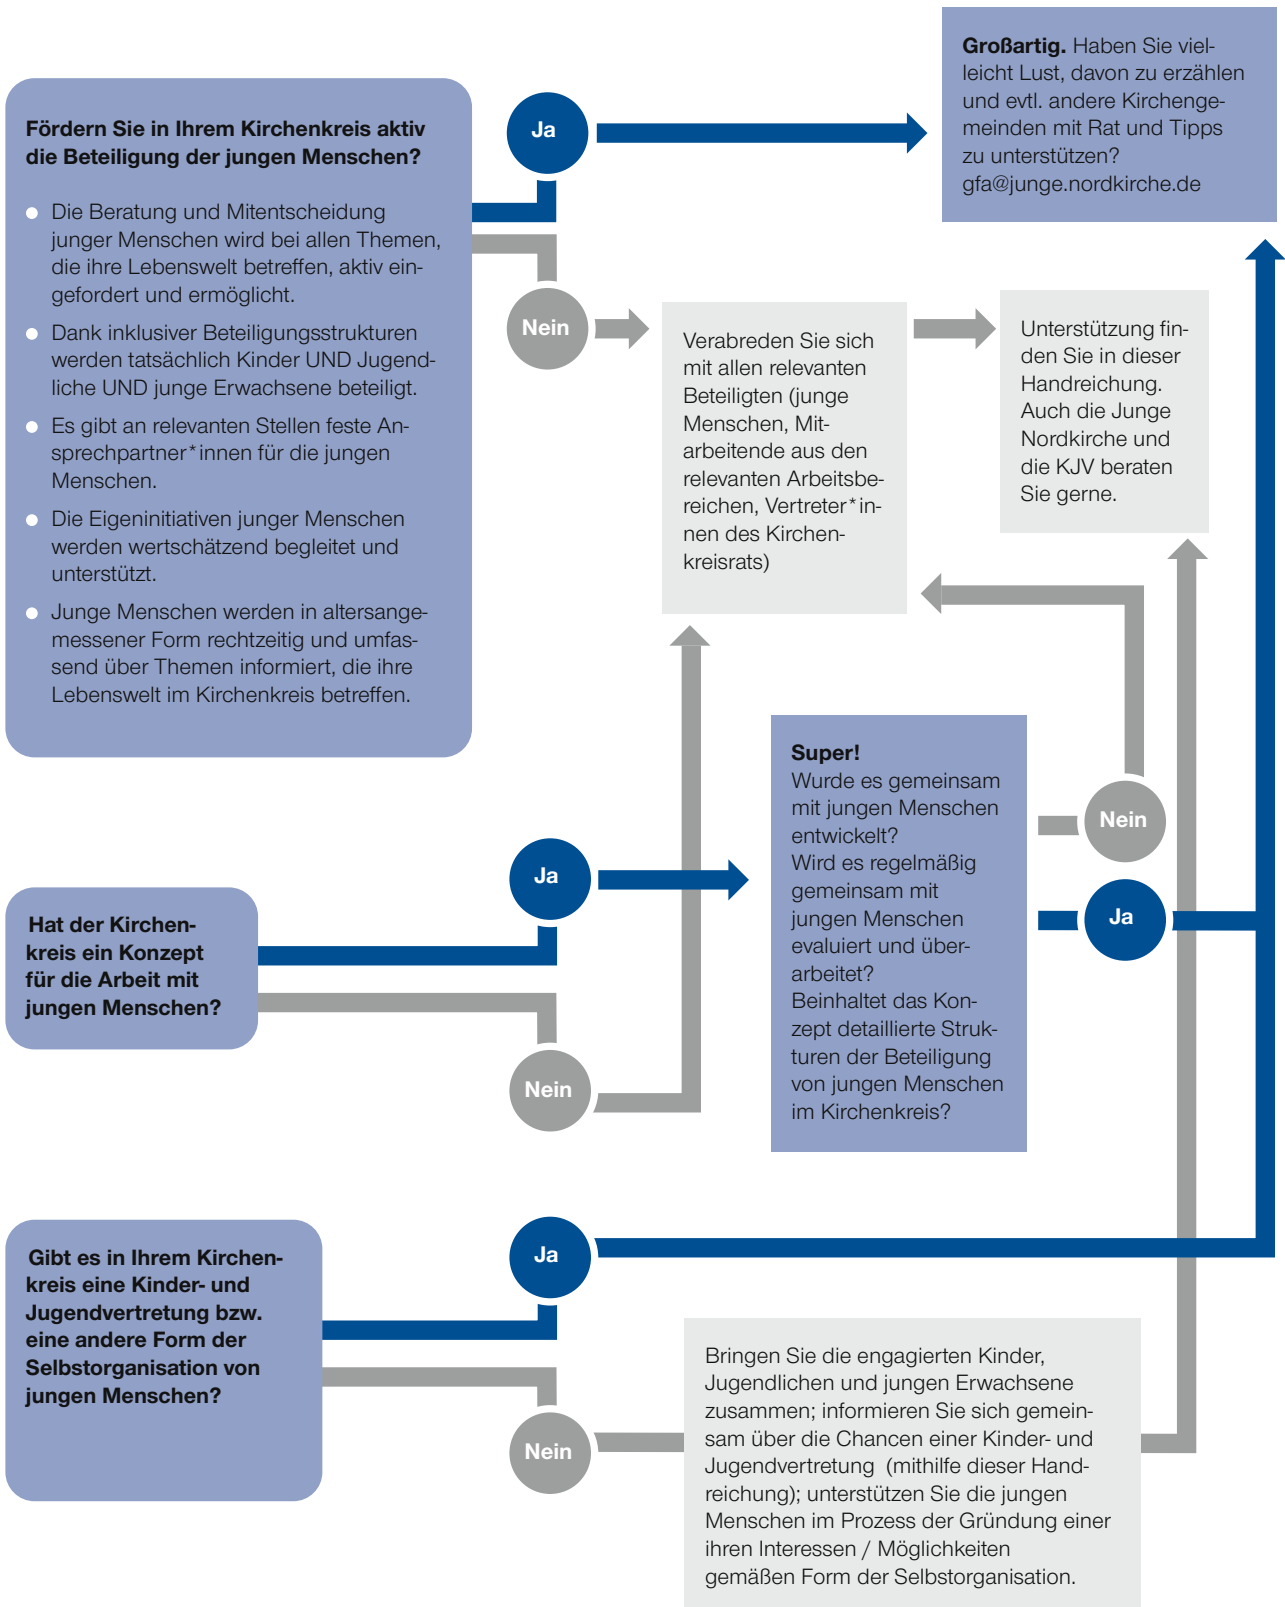 Großartig. Haben Sie viel-
leicht Lust, davon zu erzählen
und evtl. andere Kirchenge-
meinden mit Rat und Tipps
zu unterstützen?
gfa@junge.nordkirche.de
Fördern Sie in Ihrem Kirchenkreis aktiv
die Beteiligung der jungen Menschen?
● Die Beratung und Mitentscheidung
junger Menschen wird bei allen Themen,
die ihre Lebenswelt betreffen, aktiv ein-
gefordert und ermöglicht.
● Dank inklusiver Beteiligungsstrukturen
werden tatsächlich Kinder UND Jugend-
liche UND junge Erwachsene beteiligt.
● Es gibt an relevanten Stellen feste An-
sprechpartner*innen für die jungen
Menschen.
● Die Eigeninitiativen junger Menschen
werden wertschätzend begleitet und
unterstützt.
● Junge Menschen werden in altersange-
messener Form rechtzeitig und umfas-
send über Themen informiert, die ihre
Lebenswelt im Kirchenkreis betreffen.
Ja
Nein
Verabreden Sie sich
mit allen relevanten
Beteiligten (junge
Menschen, Mit-
arbeitende aus den
relevanten Arbeitsbe-
reichen, Vertreter*in-
nen des Kirchen-
kreisrats)
Unterstützung fin-
den Sie in dieser
Handreichung.
Auch die Junge
Nordkirche und
die KJV beraten
Sie gerne.
Hat der Kirchen-
kreis ein Konzept
für die Arbeit mit
jungen Menschen?
Ja
Nein
Super!
Wurde es gemeinsam
mit jungen Menschen
entwickelt?
Wird es regelmäßig
gemeinsam mit
jungen Menschen
evaluiert und über-
arbeitet?
Beinhaltet das Kon-
zept detaillierte Struk-
turen der Beteiligung
von jungen Menschen
im Kirchenkreis?
Nein
Ja
Gibt es in Ihrem Kirchen-
kreis eine Kinder- und
Jugendvertretung bzw.
eine andere Form der
Selbstorganisation von
jungen Menschen?
Ja
Nein
Bringen Sie die engagierten Kinder,
Jugendlichen und jungen Erwachsene
zusammen; informieren Sie sich gemein-
sam über die Chancen einer Kinder- und
Jugendvertretung (mithilfe dieser Hand-
reichung); unterstützen Sie die jungen
Menschen im Prozess der Gründung einer
ihren Interessen / Möglichkeiten
gemäßen Form der Selbstorganisation.